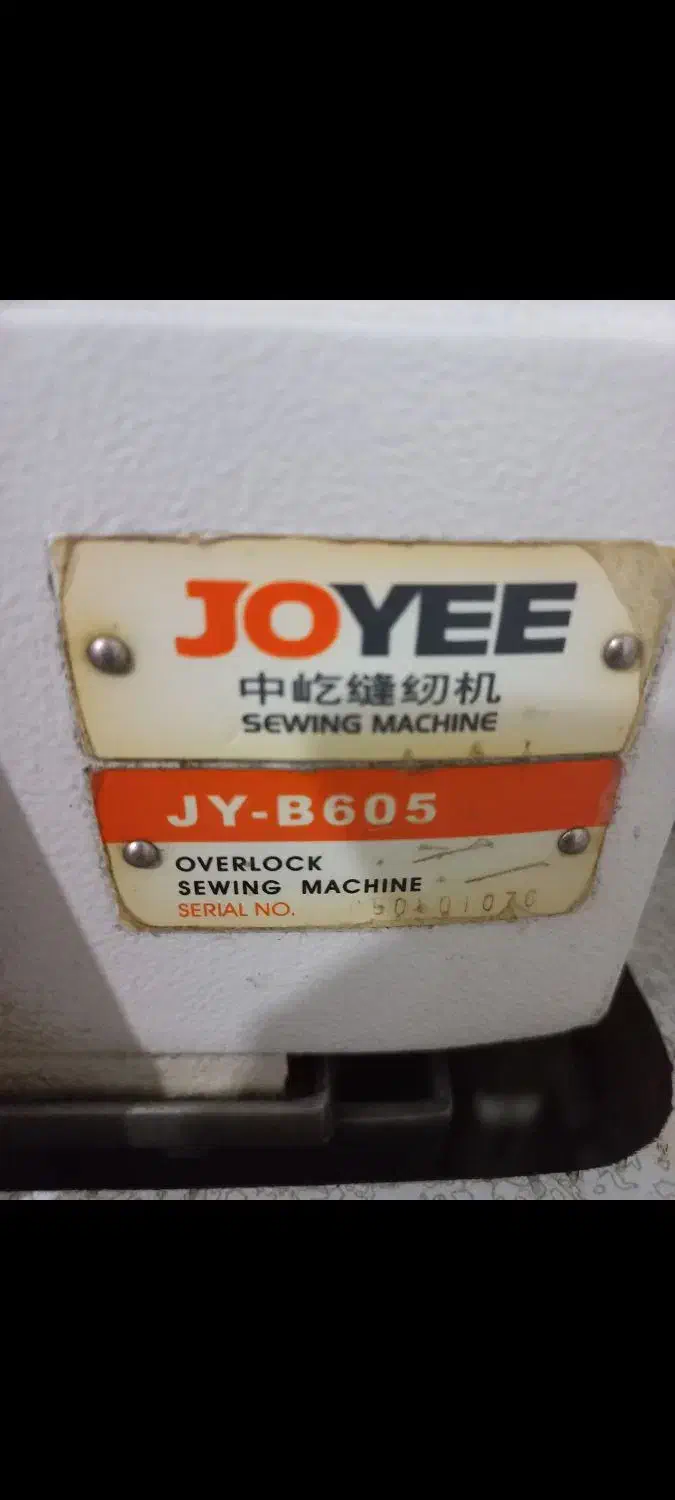 JOYEE
中屹缝纫机
SEWING MACHINE
JY-B605
OVERLOCK
SEWING MACHINE
SERIAL NO.